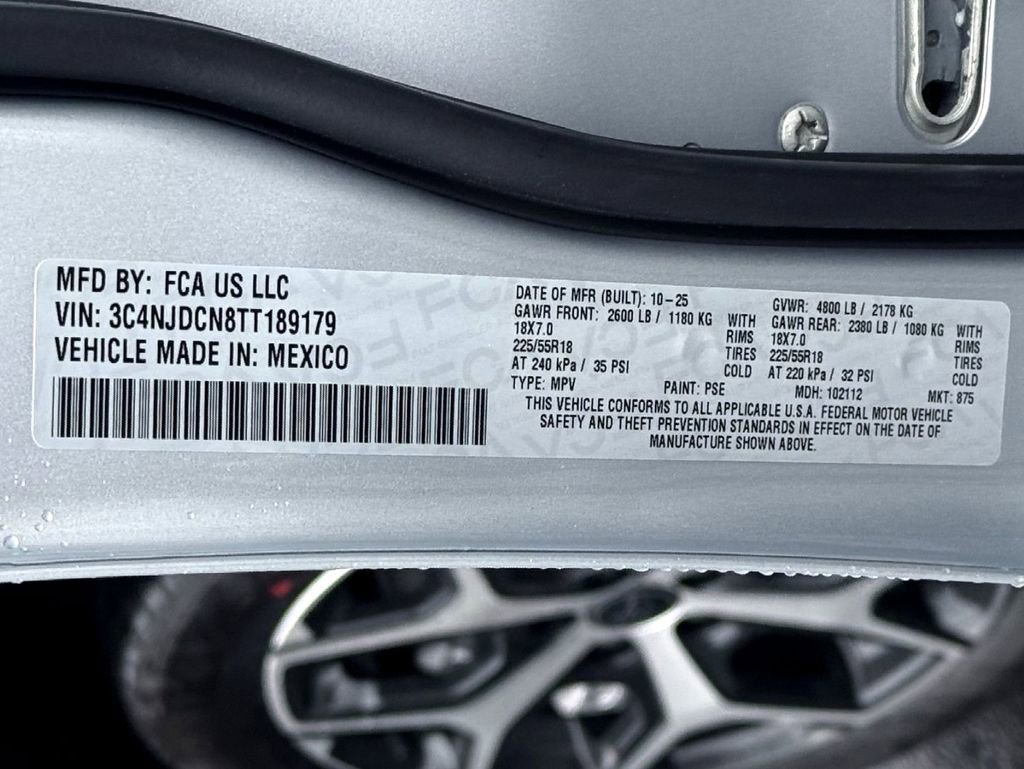 MFD BY: FCA US LLC
VIN: 3C4NJDCN8TT189179
VEHICLE MADE IN: MEXICO
DATE OF MFR (BUILT): 10-25
GVWR: 4800 LB / 2178 KG
GAWR FRONT: 2600 LB / 1180 KG WITH
18X7.0 RIMS
225/55R18 TIRES
AT 240 kPa / 35 PSI COLD
GAWR REAR: 2380 LB / 1080 KG WITH
18X7.0 RIMS
225/55R18 TIRES
AT 220 kPa / 32 PSI COLD
TYPE: MPV PAINT: PSE MDH: 102112 MKT: 875
THIS VEHICLE CONFORMS TO ALL APPLICABLE U.S.A. FEDERAL MOTOR VEHICLE
SAFETY AND THEFT PREVENTION STANDARDS IN EFFECT ON THE DATE OF
MANUFACTURE SHOWN ABOVE.